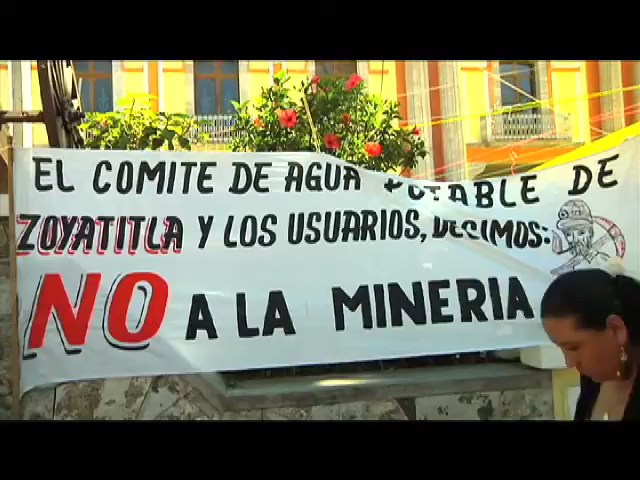 EL COMITE DE AGUA POTABLE DE
ZOYATITLA Y LOS USUARIOS, DECIMOS:
NO A LA MINERIA